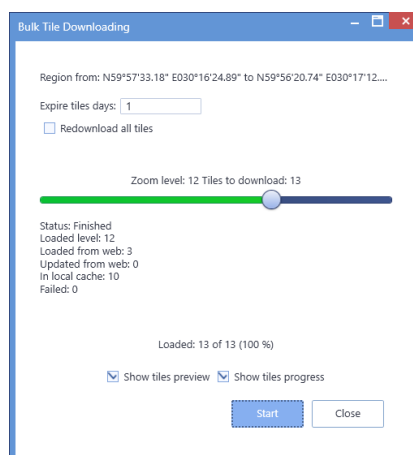 Bulk Tile Downloading
Region from: N59°57'33.18" E030°16'24.89" to N59°56'20.74" E030°17'12....
Expire tiles days: 1
Redownload all tiles
Zoom level: 12 Tiles to download: 13
Status: Finished
Loaded level: 12
Loaded from web: 3
Updated from web: 0
In local cache: 10
Failed: 0
Loaded: 13 of 13 (100 %)
Show tiles preview Show tiles progress
Start Close